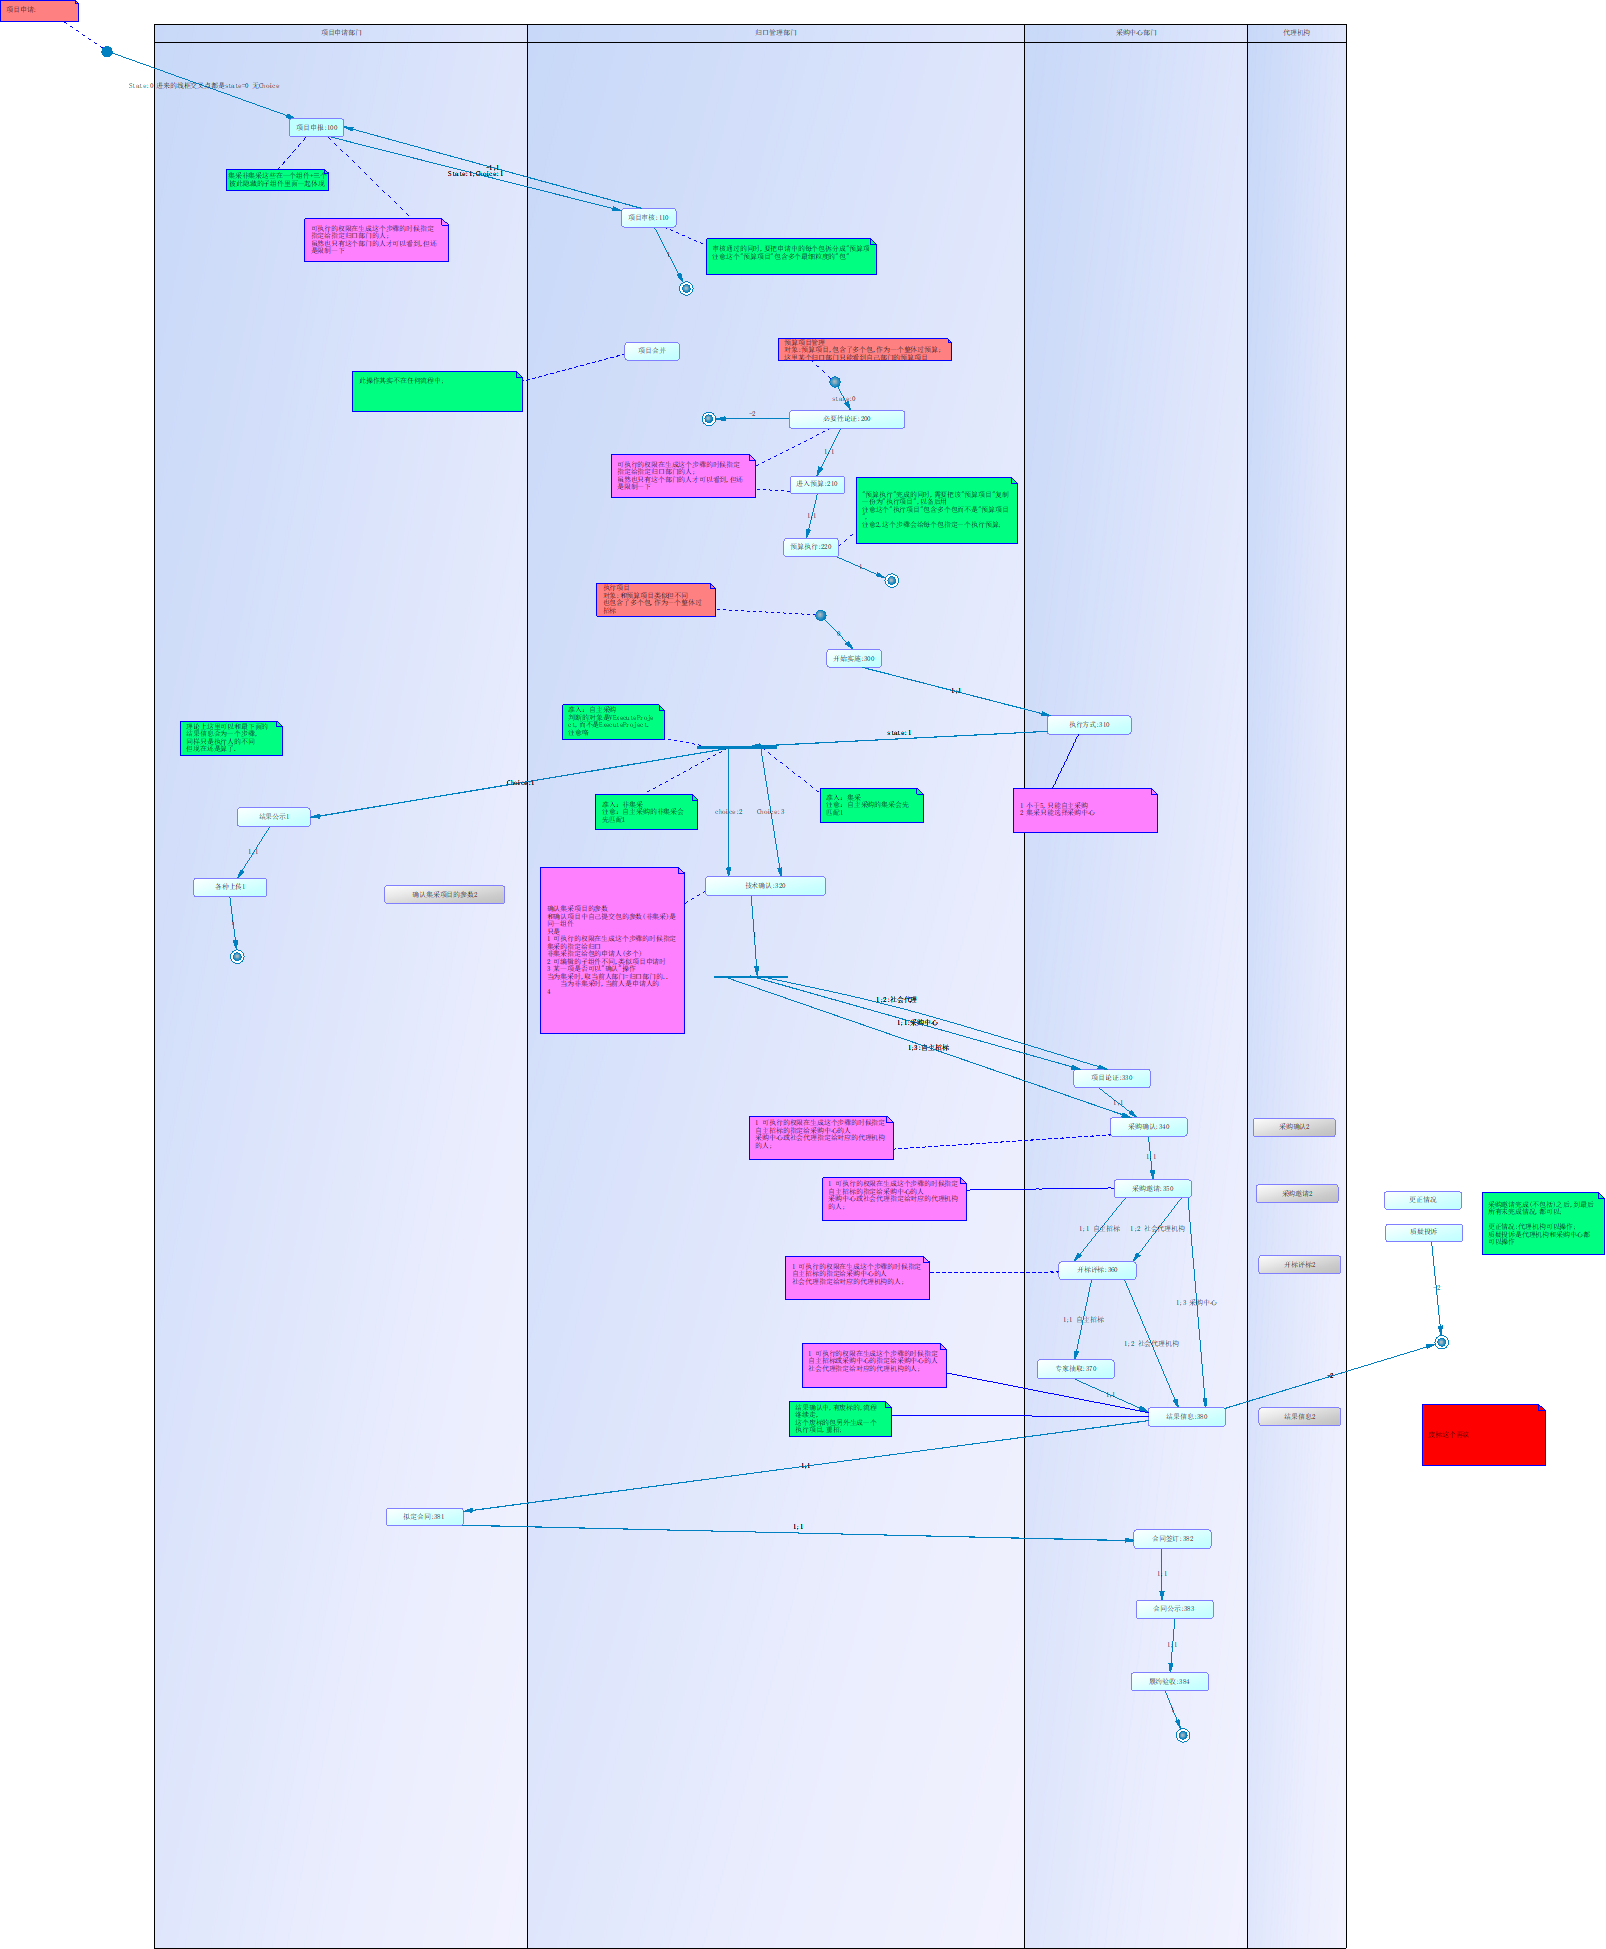 项目申请.
项目申请部门
归口管理部门
采购中心部门
代理机构
State:0 进来的线框交叉点都是state=0 无Choice
项目申报:100
-1;1
State:1;Choice:1
集采非集采这些在一个组件+三个
彼此隐藏的子组件里面一起体现
可执行的权限在生成这个步骤的时候指定
指定给指定归口部门的人.
虽然也只有这个部门的人才可以看到,但还
是限制一下
项目审核:110
审核通过的同时,要把申请中的每个包拆分成"预算项
注意这个"预算项目"包含多个最细粒度的"包"
1
项目合并
此操作其实不在任何流程中.
预算项目管理
对象:预算项目,包含了多个包,作为一个整体过预算.
这里某个归口部门只能看到自己部门的预算项目
state:0
-2
必要性论证:200
1;1
可执行的权限在生成这个步骤的时候指定
指定给指定归口部门的人.
虽然也只有这个部门的人才可以看到,但还
是限制一下
进入预算:210
1;1
"预算执行"完成的同时,需要把该"预算项目"复制
一份为"执行项目",以备后用
注意这个"执行项目"包含多个包而不是"预算项目
"
注意2,这个步骤会给每个包指定一个执行预算.
预算执行:220
1
执行项目
对象:和预算项目类似但不同
也包含了多个包,作为一个整体过
招标
0
开始实施:300
1;1
执行方式:310
准入: 自主采购
判断的对象是VExecuteProje
ct,而不是ExecuteProject.
注意咯
state:1
理论上这里可以和最下面的
结果信息合为一个步骤,
同样只是执行人的不同
但现在还是算了.
Choice:1
准入: 非集采
注意: 自主采购的非集采会
先匹配1
choice:2
Choice:3
准入: 集采
注意: 自主采购的集采会先
匹配1
1 小于5,只能自主采购
2 集采只能选择采购中心
结果公示1
1;1
各种上传1
确认集采项目的参数2
技术确认:320
确认集采项目的参数
和确认项目中自己提交包的参数(非集采)是
同一组件
只是
1 可执行的权限在生成这个步骤的时候指定
集采的指定给归口
非集采指定给包的申请人(多个)
2 可编辑的子组件不同,类似项目申请时
3 某一项是否可以"确认"操作
当为集采时,取当前人部门=归口部门的..
当为非集采时,当前人是申请人的
4
1;2:社会代理
1;1:采购中心
1;3:自主招标
项目论证:330
1;1
采购确认:340
1 可执行的权限在生成这个步骤的时候指定
自主招标的指定给采购中心的人
采购中心或社会代理指定给对应的代理机构
的人.
采购确认2
1;1
采购邀请:350
1 可执行的权限在生成这个步骤的时候指定
自主招标的指定给采购中心的人
采购中心或社会代理指定给对应的代理机构
的人.
采购邀请2
更正情况
质疑投诉
采购邀请完成(不包括)之后,到最后
所有未完成情况,都可以.
更正情况:代理机构可以操作,
质疑投诉是代理机构和采购中心都
可以操作
1;1 自主招标
1;2 社会代理机构
开标评标:360
1 可执行的权限在生成这个步骤的时候指定
自主招标的指定给采购中心的人
社会代理指定给对应的代理机构的人.
开标评标2
-2
1;3 采购中心
1;1 自主招标
1;2 社会代理机构
1 可执行的权限在生成这个步骤的时候指定
自主招标或采购中心的指定给采购中心的人
社会代理指定给对应的代理机构的人.
专家抽取:370
1;1
-2
结果确认中,有废标的,流程
继续走,
这个废标的包另外生成一个
执行项目,重招.
结果信息:380
结果信息2
1;1
拟定合同:381
1;1
合同签订:382
1;1
合同公示:383
1;1
履约验收:384